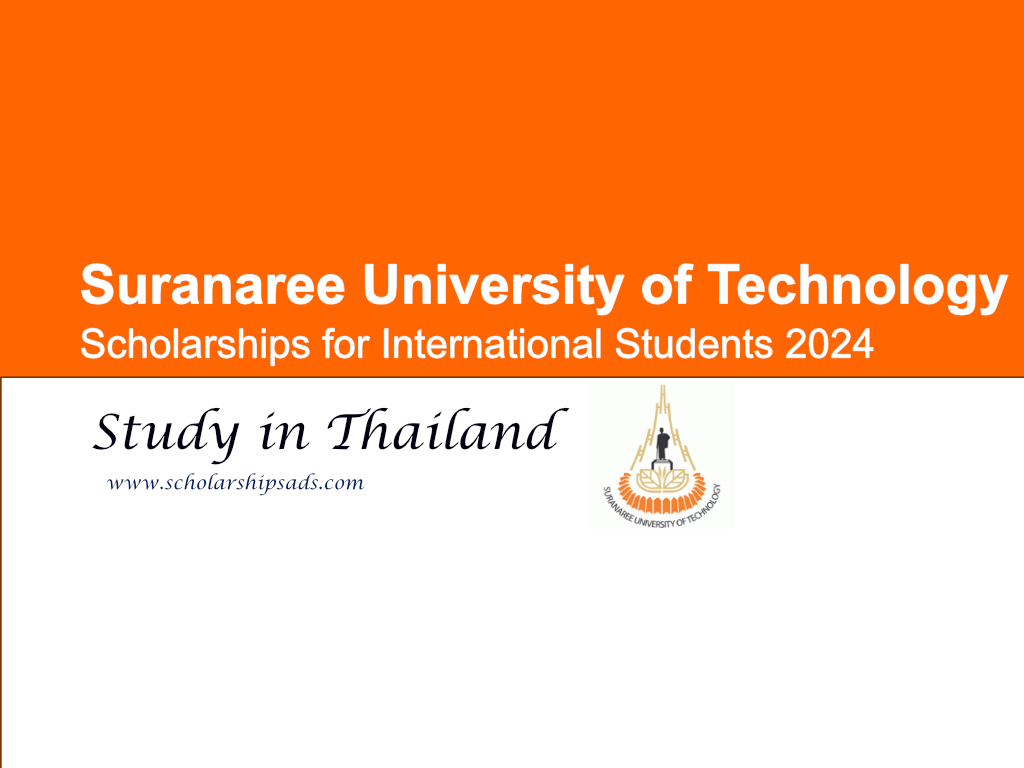 Suranaree University of Technology
Scholarships for International Students 2024
Study in Thailand
www.scholarshipsads.com
SURANAREE UNIVERSITY OF TECHNOLOGY